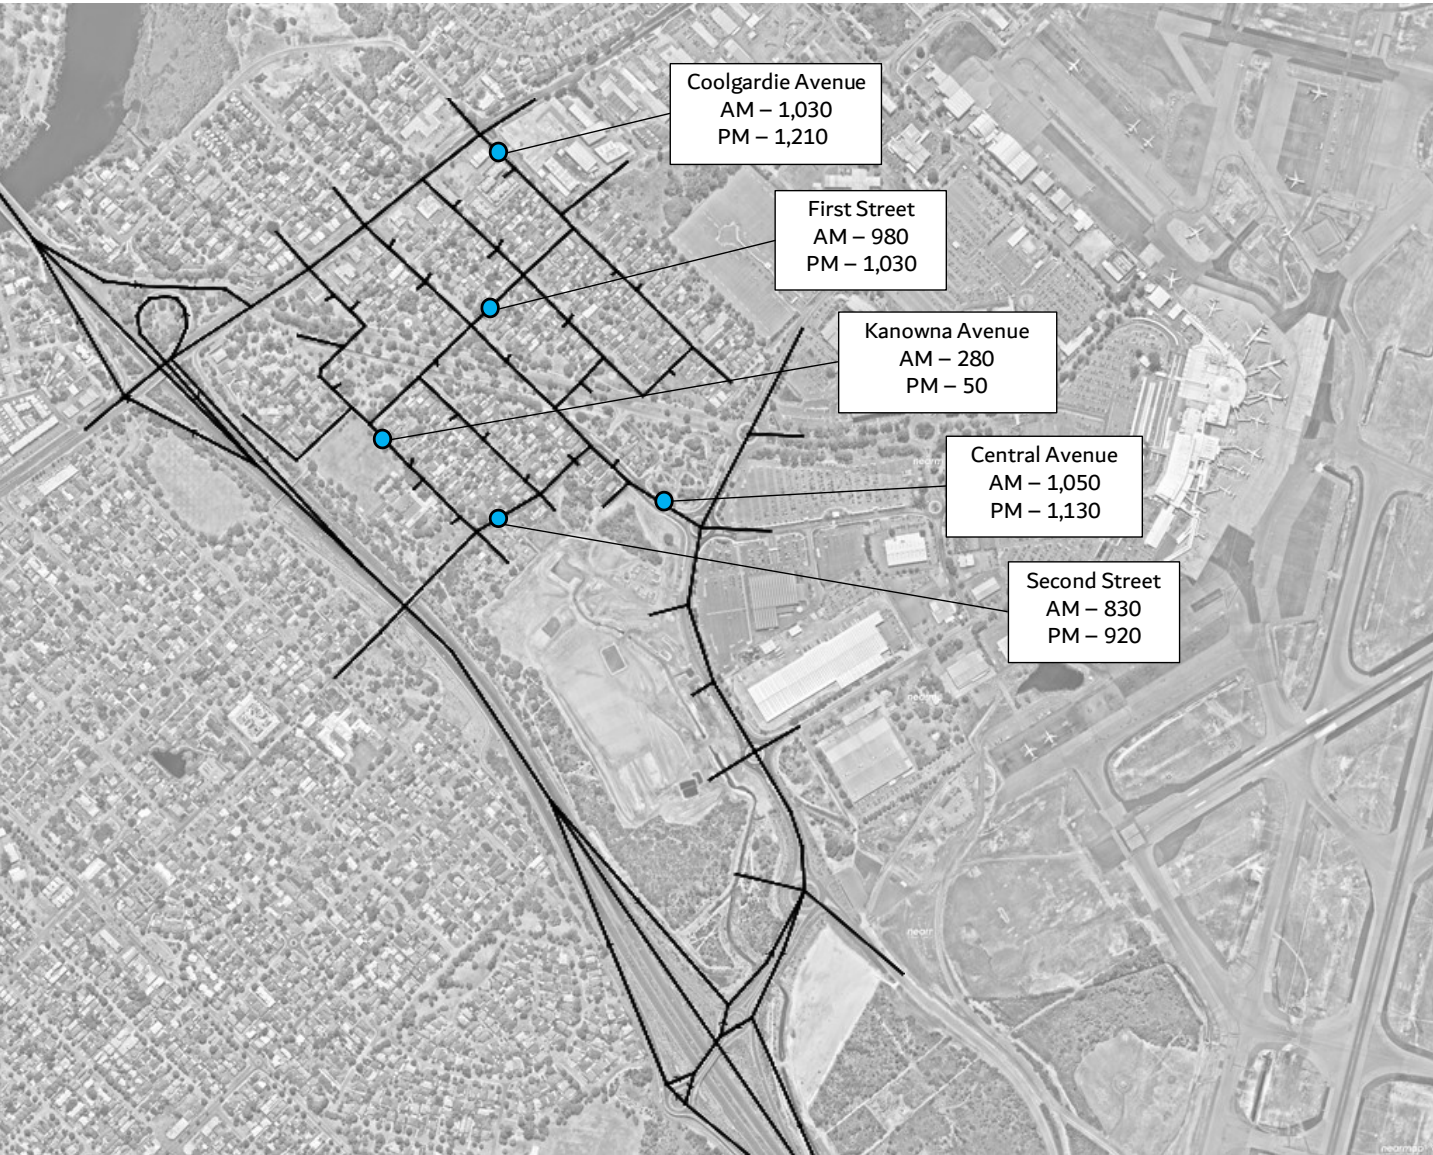 Coolgardie Avenue
AM – 1,030
PM – 1,210
First Street
AM – 980
PM – 1,030
Kanowna Avenue
AM – 280
PM – 50
Central Avenue
AM – 1,050
PM – 1,130
Second Street
AM – 830
PM – 920
nearmap